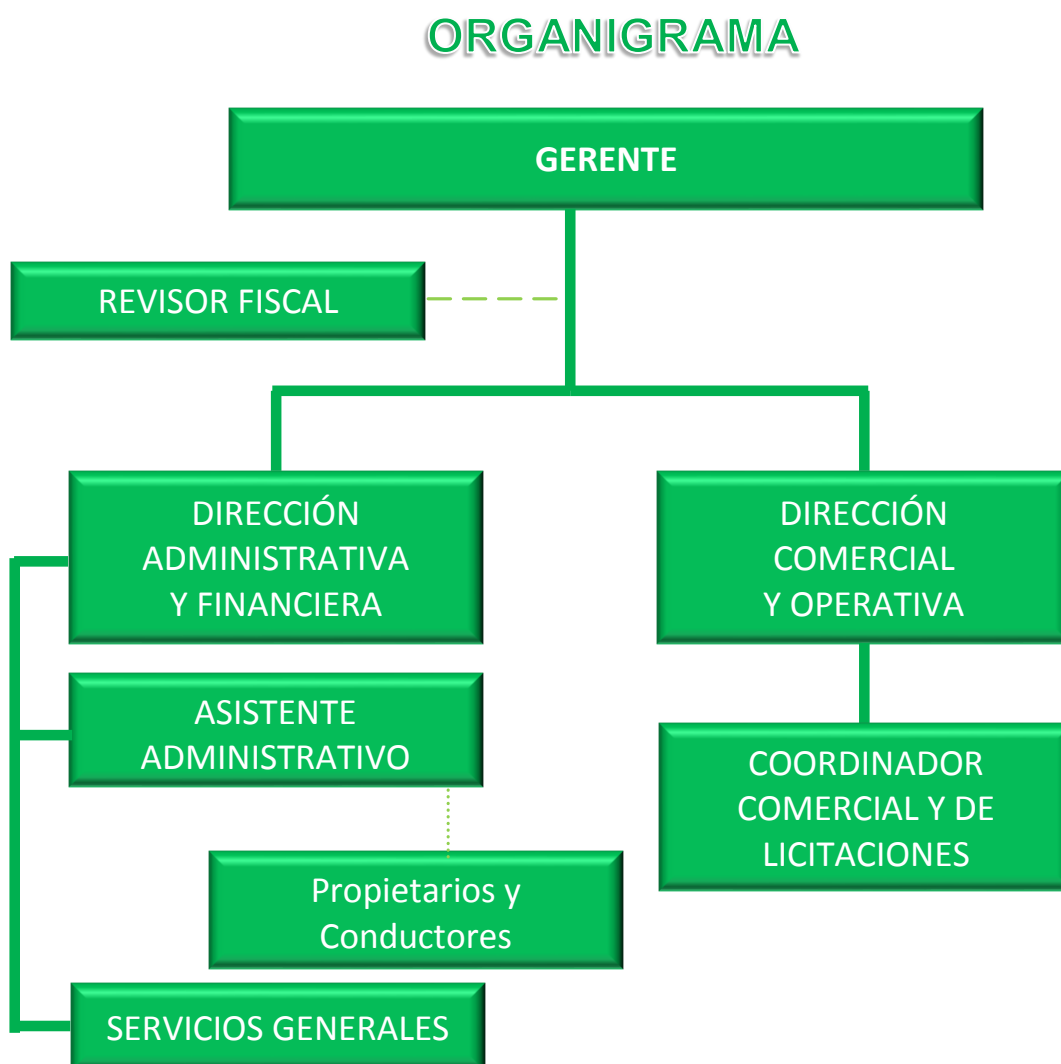 ORGANIGRAMA
GERENTE
REVISOR FISCAL
DIRECCIÓN
ADMINISTRATIVA
Y FINANCIERA
DIRECCIÓN
COMERCIAL
Y OPERATIVA
ASISTENTE
ADMINISTRATIVO
COORDINADOR
COMERCIAL Y DE
LICITACIONES
Propietarios y
Conductores
SERVICIOS GENERALES